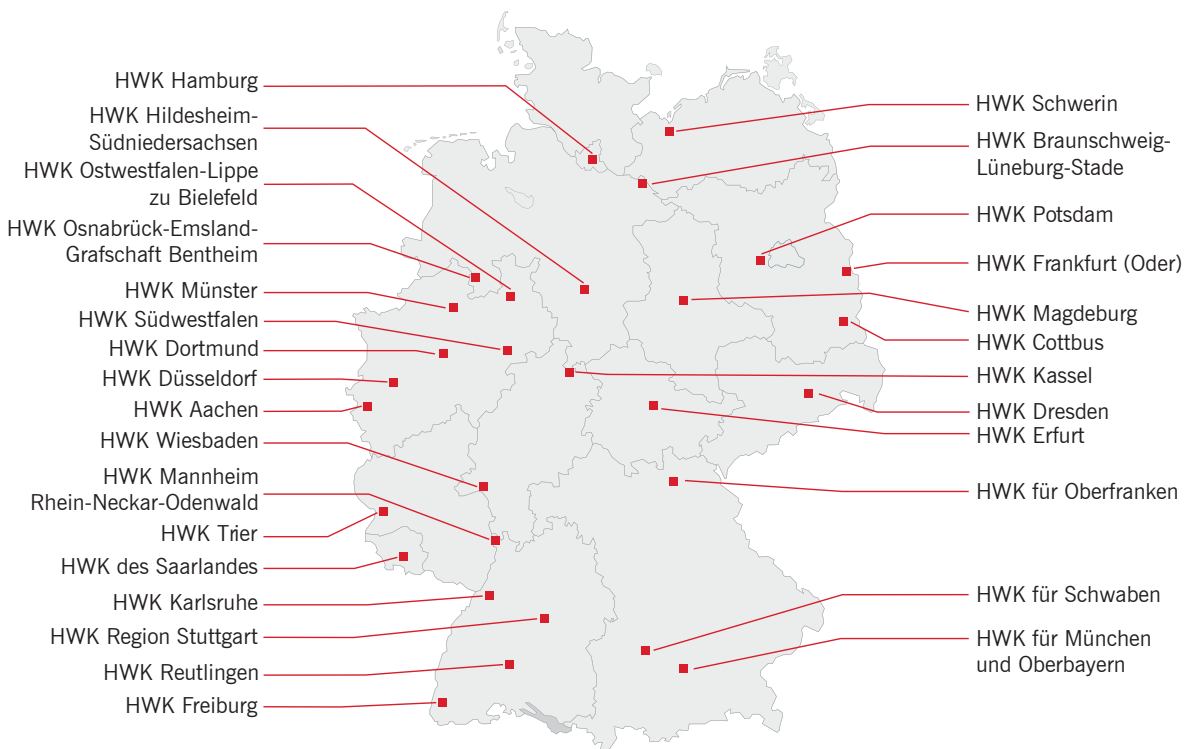 HWK Hamburg
HWK Hildesheim-
Südniedersachsen
HWK Ostwestfalen-Lippe
zu Bielefeld
HWK Osnabrück-Emsland-
Grafschaft Bentheim
HWK Münster
HWK Südwestfalen
HWK Dortmund
HWK Düsseldorf
HWK Aachen
HWK Wiesbaden
HWK Mannheim
Rhein-Neckar-Odenwald
HWK Trier
HWK des Saarlandes
HWK Karlsruhe
HWK Region Stuttgart
HWK Reutlingen
HWK Freiburg
HWK Schwerin
HWK Braunschweig-
Lüneburg-Stade
HWK Potsdam
HWK Frankfurt (Oder)
HWK Magdeburg
HWK Cottbus
HWK Kassel
HWK Dresden
HWK Erfurt
HWK für Oberfranken
HWK für Schwaben
HWK für München
und Oberbayern